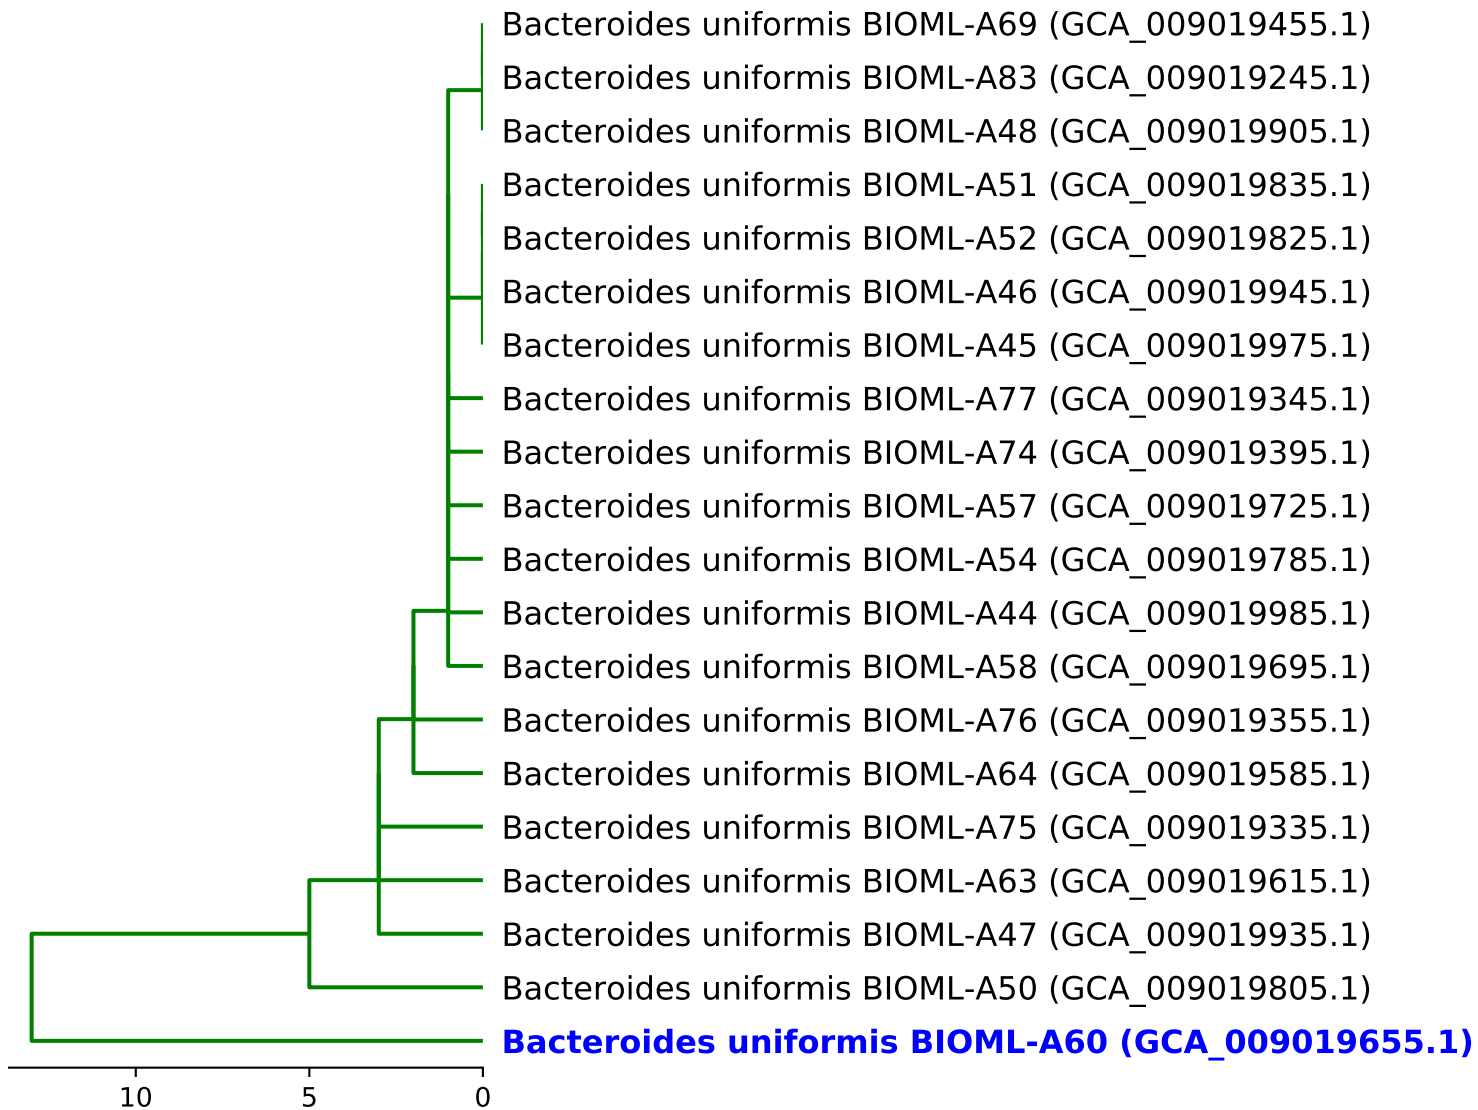 Bacteroides uniformis BIOML-A69 (GCA_009019455.1)
Bacteroides uniformis BIOML-A83 (GCA_009019245.1)
Bacteroides uniformis BIOML-A48 (GCA_009019905.1)
Bacteroides uniformis BIOML-A51 (GCA_009019835.1)
Bacteroides uniformis BIOML-A52 (GCA_009019825.1)
Bacteroides uniformis BIOML-A46 (GCA_009019945.1)
Bacteroides uniformis BIOML-A45 (GCA_009019975.1)
Bacteroides uniformis BIOML-A77 (GCA_009019345.1)
Bacteroides uniformis BIOML-A74 (GCA_009019395.1)
Bacteroides uniformis BIOML-A57 (GCA_009019725.1)
Bacteroides uniformis BIOML-A54 (GCA_009019785.1)
Bacteroides uniformis BIOML-A44 (GCA_009019985.1)
Bacteroides uniformis BIOML-A58 (GCA_009019695.1)
Bacteroides uniformis BIOML-A76 (GCA_009019355.1)
Bacteroides uniformis BIOML-A64 (GCA_009019585.1)
Bacteroides uniformis BIOML-A75 (GCA_009019335.1)
Bacteroides uniformis BIOML-A63 (GCA_009019615.1)
Bacteroides uniformis BIOML-A47 (GCA_009019935.1)
Bacteroides uniformis BIOML-A50 (GCA_009019805.1)
Bacteroides uniformis BIOML-A60 (GCA_009019655.1)
10 5 0